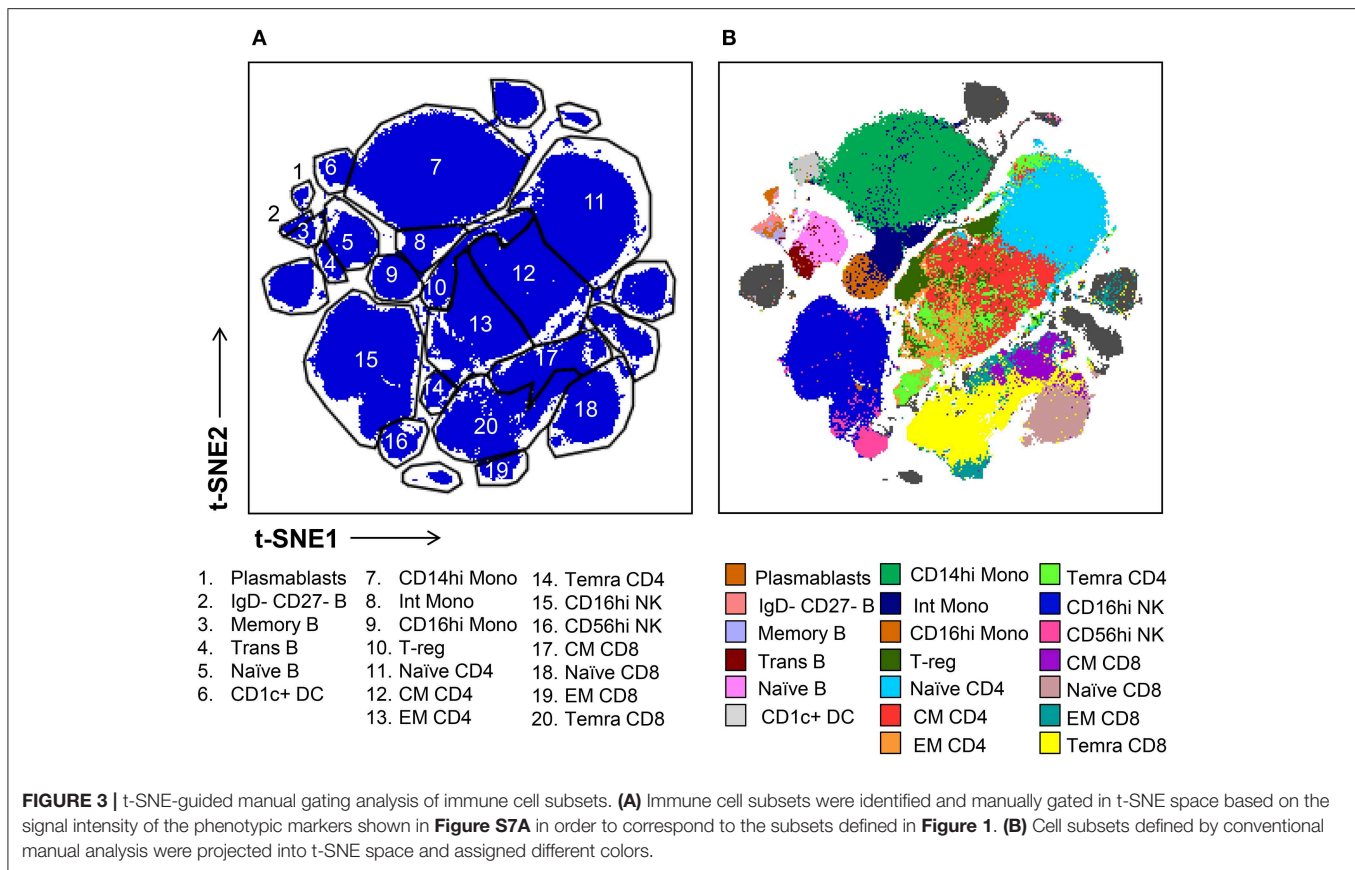 A
B
7
6
1
11
2
3
5
8
4
12
9
10
13
17
15
4
18
20
16
19
t-SNE2
t-SNE1
1. Plasmablasts
2. IgD- CD27- B
3. Memory B
4. Trans B
5. Naïve B
6. CD1c+ DC
7. CD14hi Mono
8. Int Mono
9. CD16hi Mono
10. T-reg
11. Naïve CD4
12. CM CD4
13. EM CD4
14. Temra CD4
15. CD16hi NK
16. CD56hi NK
17. CM CD8
18. Naïve CD8
19. EM CD8
20. Temra CD8
Plasmablasts
IgD- CD27- B
Memory B
Trans B
Naïve B
CD1c+ DC
CD14hi Mono
Int Mono
CD16hi Mono
T-reg
Naïve CD4
CM CD4
EM CD4
Temra CD4
CD16hi NK
CD56hi NK
CM CD8
Naïve CD8
EM CD8
Temra CD8
FIGURE 3 | t-SNE-guided manual gating analysis of immune cell subsets. (A) Immune cell subsets were identified and manually gated in t-SNE space based on the
signal intensity of the phenotypic markers shown in Figure S7A in order to correspond to the subsets defined in Figure 1. (B) Cell subsets defined by conventional
manual analysis were projected into t-SNE space and assigned different colors.